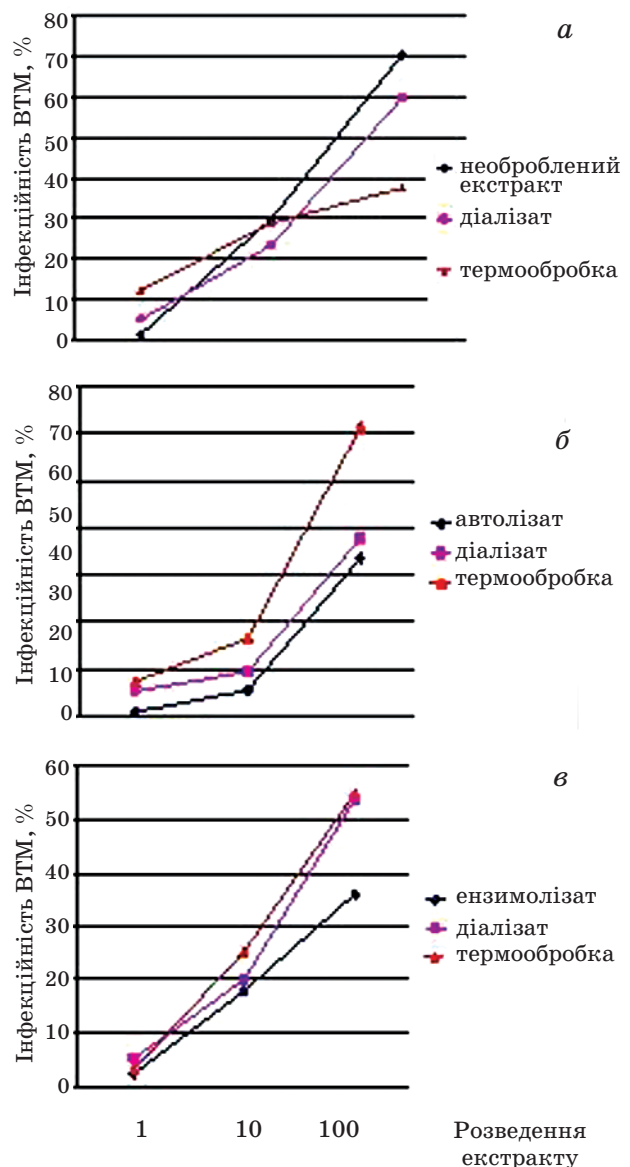 80
70
60
50
40
30
20
10
0
Інфекційність ВТМ, %
а
необроблений
екстракт
діалізат
термообробка
80
70
60
50
40
30
20
10
0
Інфекційність ВТМ, %
б
автолізат
діалізат
термообробка
60
50
40
30
20
10
0
Інфекційність ВТМ, %
в
ензимолізат
діалізат
термообробка
1 10 100 Розведення
екстракту